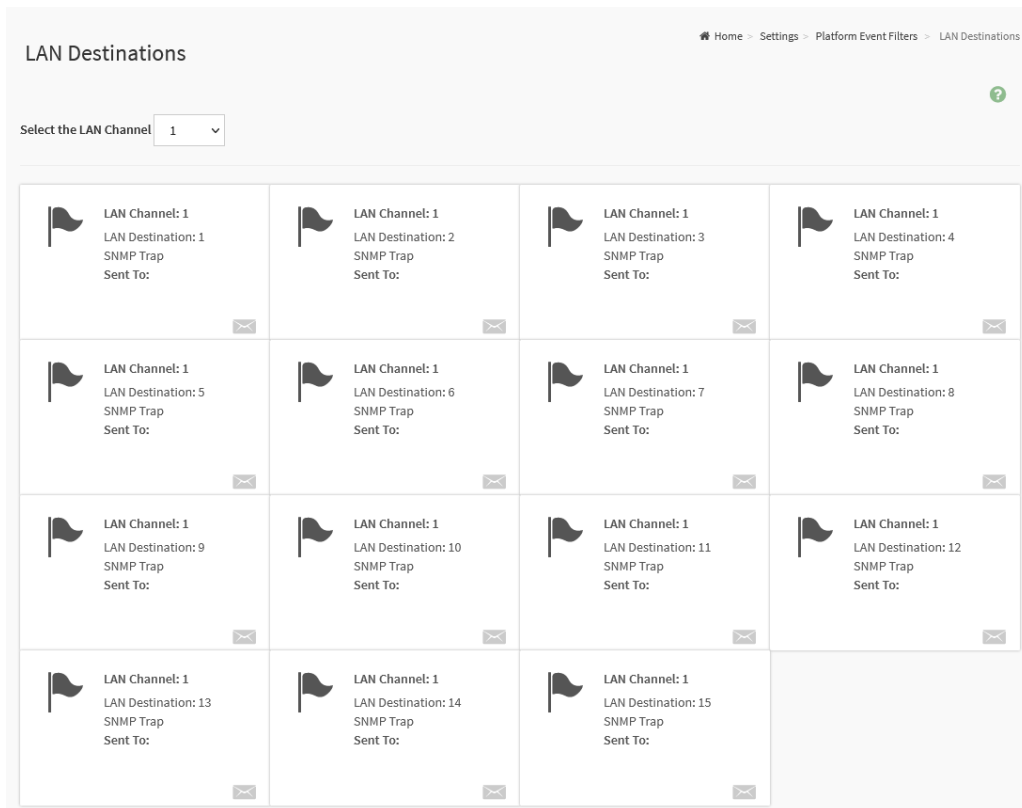 Home > Settings > Platform Event Filters > LAN Destinations
LAN Destinations
?
Select the LAN Channel 1
LAN Channel: 1
LAN Destination: 1
SNMP Trap
Sent To:
LAN Channel: 1
LAN Destination: 2
SNMP Trap
Sent To:
LAN Channel: 1
LAN Destination: 3
SNMP Trap
Sent To:
LAN Channel: 1
LAN Destination: 4
SNMP Trap
Sent To:
LAN Channel: 1
LAN Destination: 5
SNMP Trap
Sent To:
LAN Channel: 1
LAN Destination: 6
SNMP Trap
Sent To:
LAN Channel: 1
LAN Destination: 7
SNMP Trap
Sent To:
LAN Channel: 1
LAN Destination: 8
SNMP Trap
Sent To:
LAN Channel: 1
LAN Destination: 9
SNMP Trap
Sent To:
LAN Channel: 1
LAN Destination: 10
SNMP Trap
Sent To:
LAN Channel: 1
LAN Destination: 11
SNMP Trap
Sent To:
LAN Channel: 1
LAN Destination: 12
SNMP Trap
Sent To:
LAN Channel: 1
LAN Destination: 13
SNMP Trap
Sent To:
LAN Channel: 1
LAN Destination: 14
SNMP Trap
Sent To:
LAN Channel: 1
LAN Destination: 15
SNMP Trap
Sent To: